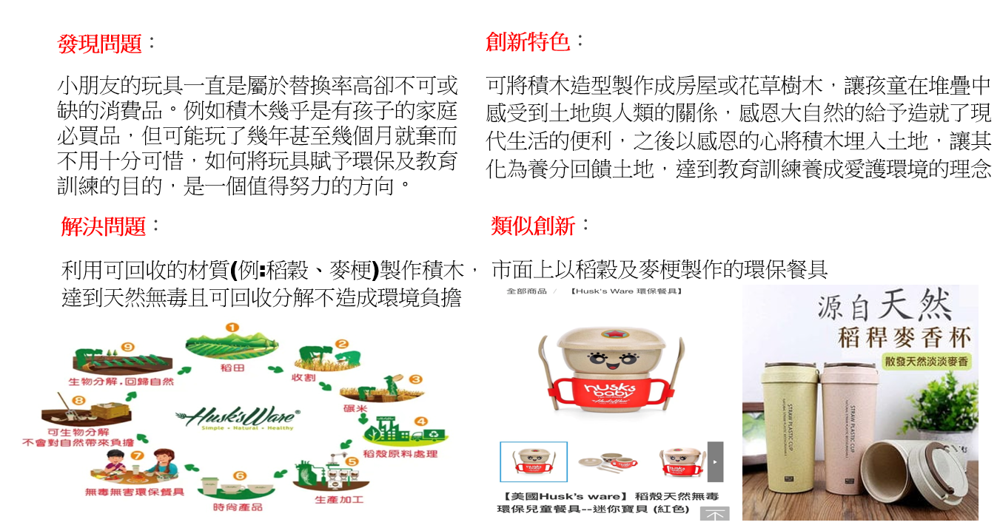 發現問題：
小朋友的玩具一直是屬於替換率高卻不可或
缺的消費品。例如積木幾乎是有孩子的家庭
必買品，但可能玩了幾年甚至幾個月就棄而
不用十分可惜，如何將玩具賦予環保及教育
訓練的目的，是一個值得努力的方向。
創新特色：
可將積木造型製作成房屋或花草樹木，讓孩童在堆疊中
感受到土地與人類的關係，感恩大自然的給予造就了現
代生活的便利，之後以感恩的心將積木埋入土地，讓其
化為養分回饋土地，達到教育訓練養成愛護環境的理念
解決問題：
利用可回收的材質(例:稻穀、麥梗)製作積木，
達到天然無毒且可回收分解不造成環境負擔
1
稻田
2
收割
3
碾米
4
稻殼原料處理
5
生產加工
6
時尚產品
7
無毒無害環保餐具
8
可生物分解
不會對自然帶來負擔
9
生物分解,回歸自然
Husk's Ware®
Simple • Natural • Healthy
類似創新：
市面上以稻穀及麥梗製作的環保餐具
全部商品 / 【Husk's Ware 環保餐具】
husks
baby
Husk's Ware
【美國Husk's ware】稻殼天然無毒
環保兒童餐具--迷你寶貝 (紅色)
源自天然
稻稈麥香杯
散發天然淡淡麥香
STRAW PLASTIC CUP
STRAW PLASTIC CUP